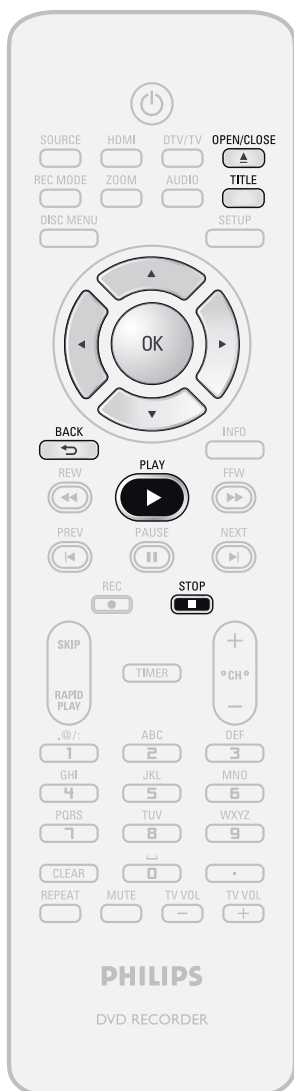 SOURCE HDMI DTV/TV OPEN/CLOSE
REC MODE ZOOM AUDIO TITLE
DISC MENU SETUP
OK
BACK INFO
REW PLAY FFW
PREV PAUSE NEXT
REC STOP
SKIP +
TIMER CH
RAPID
PLAY −
.@/: ABC DEF
1 2 3
GHI JKL MNO
4 5 6
PQRS TUV WXYZ
7 8 9
CLEAR 0 .
REPEAT MUTE TV VOL TV VOL
− +
PHILIPS
DVD RECORDER